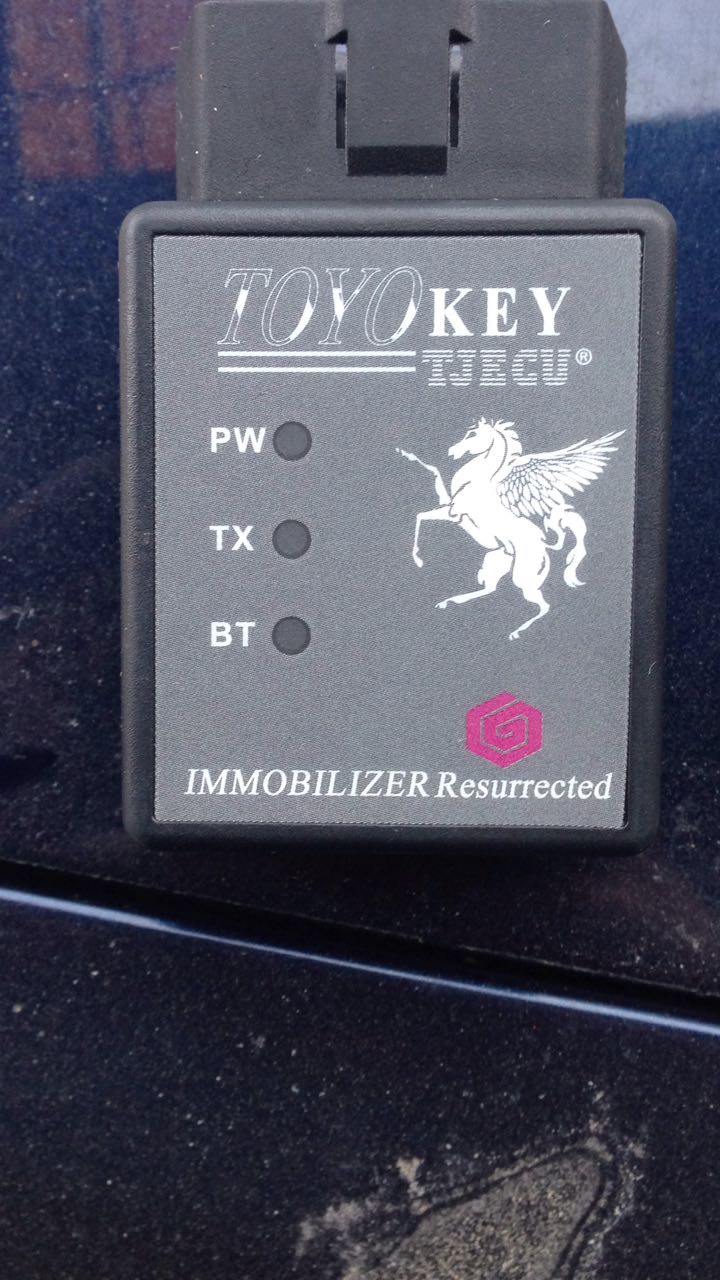 TOYOKEY
TJECU®
PW
TX
BT
IMMOBILIZER Resurrected